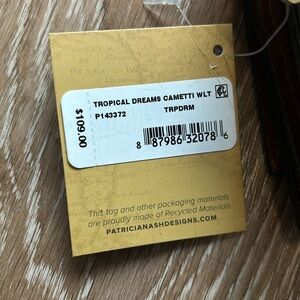 TROPICAL DREAMS CAMETTI WLT
P143372 TRPDRM
$109.00
8 87986 32078 6
This tag and other packaging materials
are proudly made of Recycled Materials
PATRICIANASHDESIGNS.COM